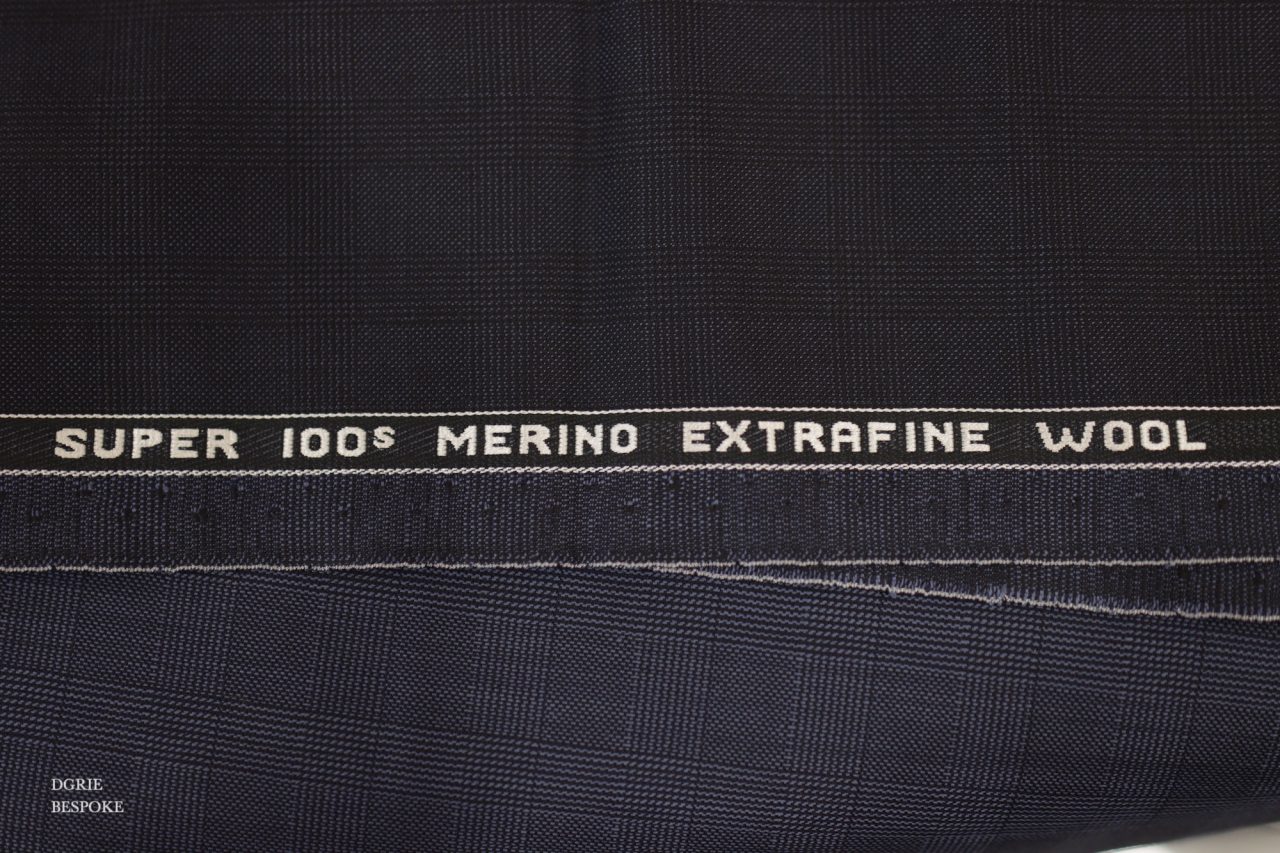 SUPER 100s MERINO EXTRAFINE WOOL
DGRIE
BESPOKE